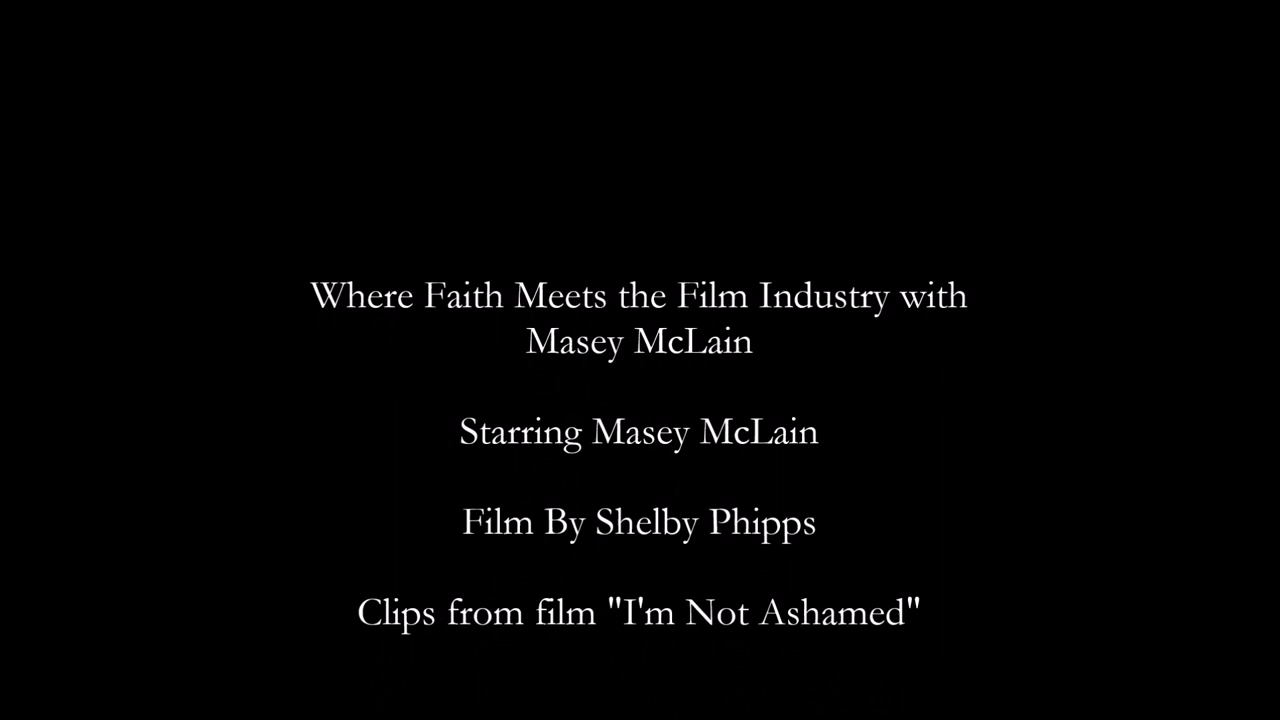 Where Faith Meets the Film Industry with
Masey McLain
Starring Masey McLain
Film By Shelby Phipps
Clips from film "I'm Not Ashamed"